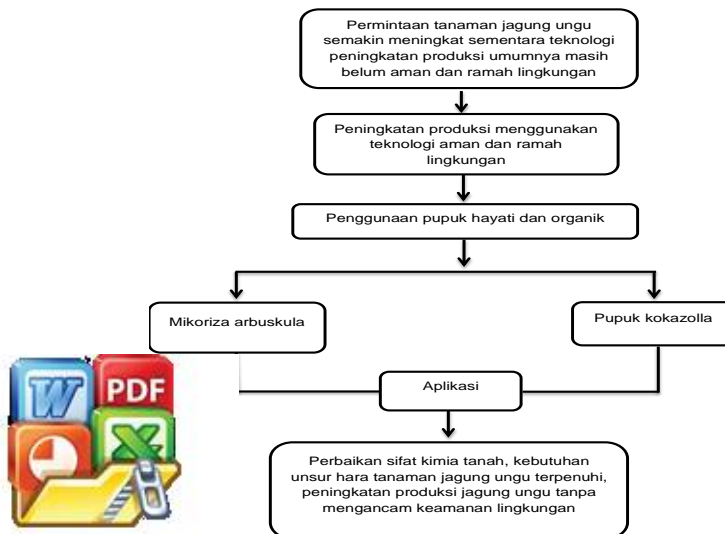 Permintaan tanaman jagung ungu
semakin meningkat sementara teknologi
peningkatan produksi umumnya masih
belum aman dan ramah lingkungan
Peningkatan produksi menggunakan
teknologi aman dan ramah
lingkungan
Penggunaan pupuk hayati dan organik
Mikoriza arbuskula
Pupuk kokazolla
Aplikasi
Perbaikan sifat kimia tanah, kebutuhan
unsur hara tanaman jagung ungu terpenuhi,
peningkatan produksi jagung ungu tanpa
mengancam keamanan lingkungan
W
PDF
X